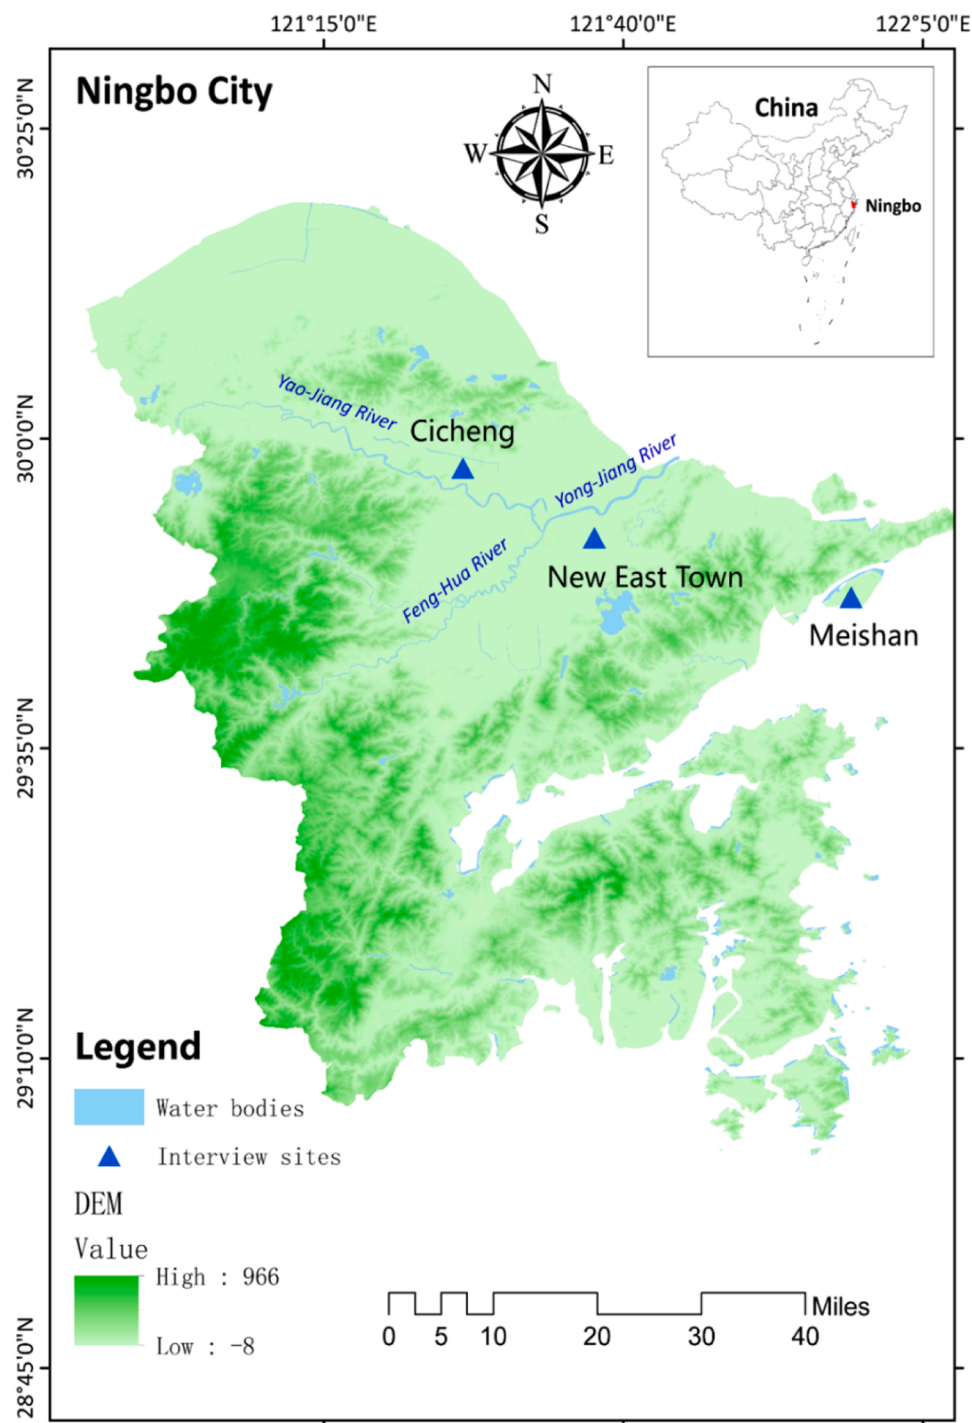 121°15'0"E
121°40'0"E
122°5'0"E
Ningbo City
N
W
E
S
China
Ningbo
30°25'0"N
30°0'0"N
29°35'0"N
29°10'0"N
28°45'0"N
Yao-Jiang River
Cicheng
Yong-Jiang River
Feng-Hua River
New East Town
Meishan
Legend
Water bodies
Interview sites
DEM
Value
High : 966
Low : -8
Miles
0 5 10 20 30 40